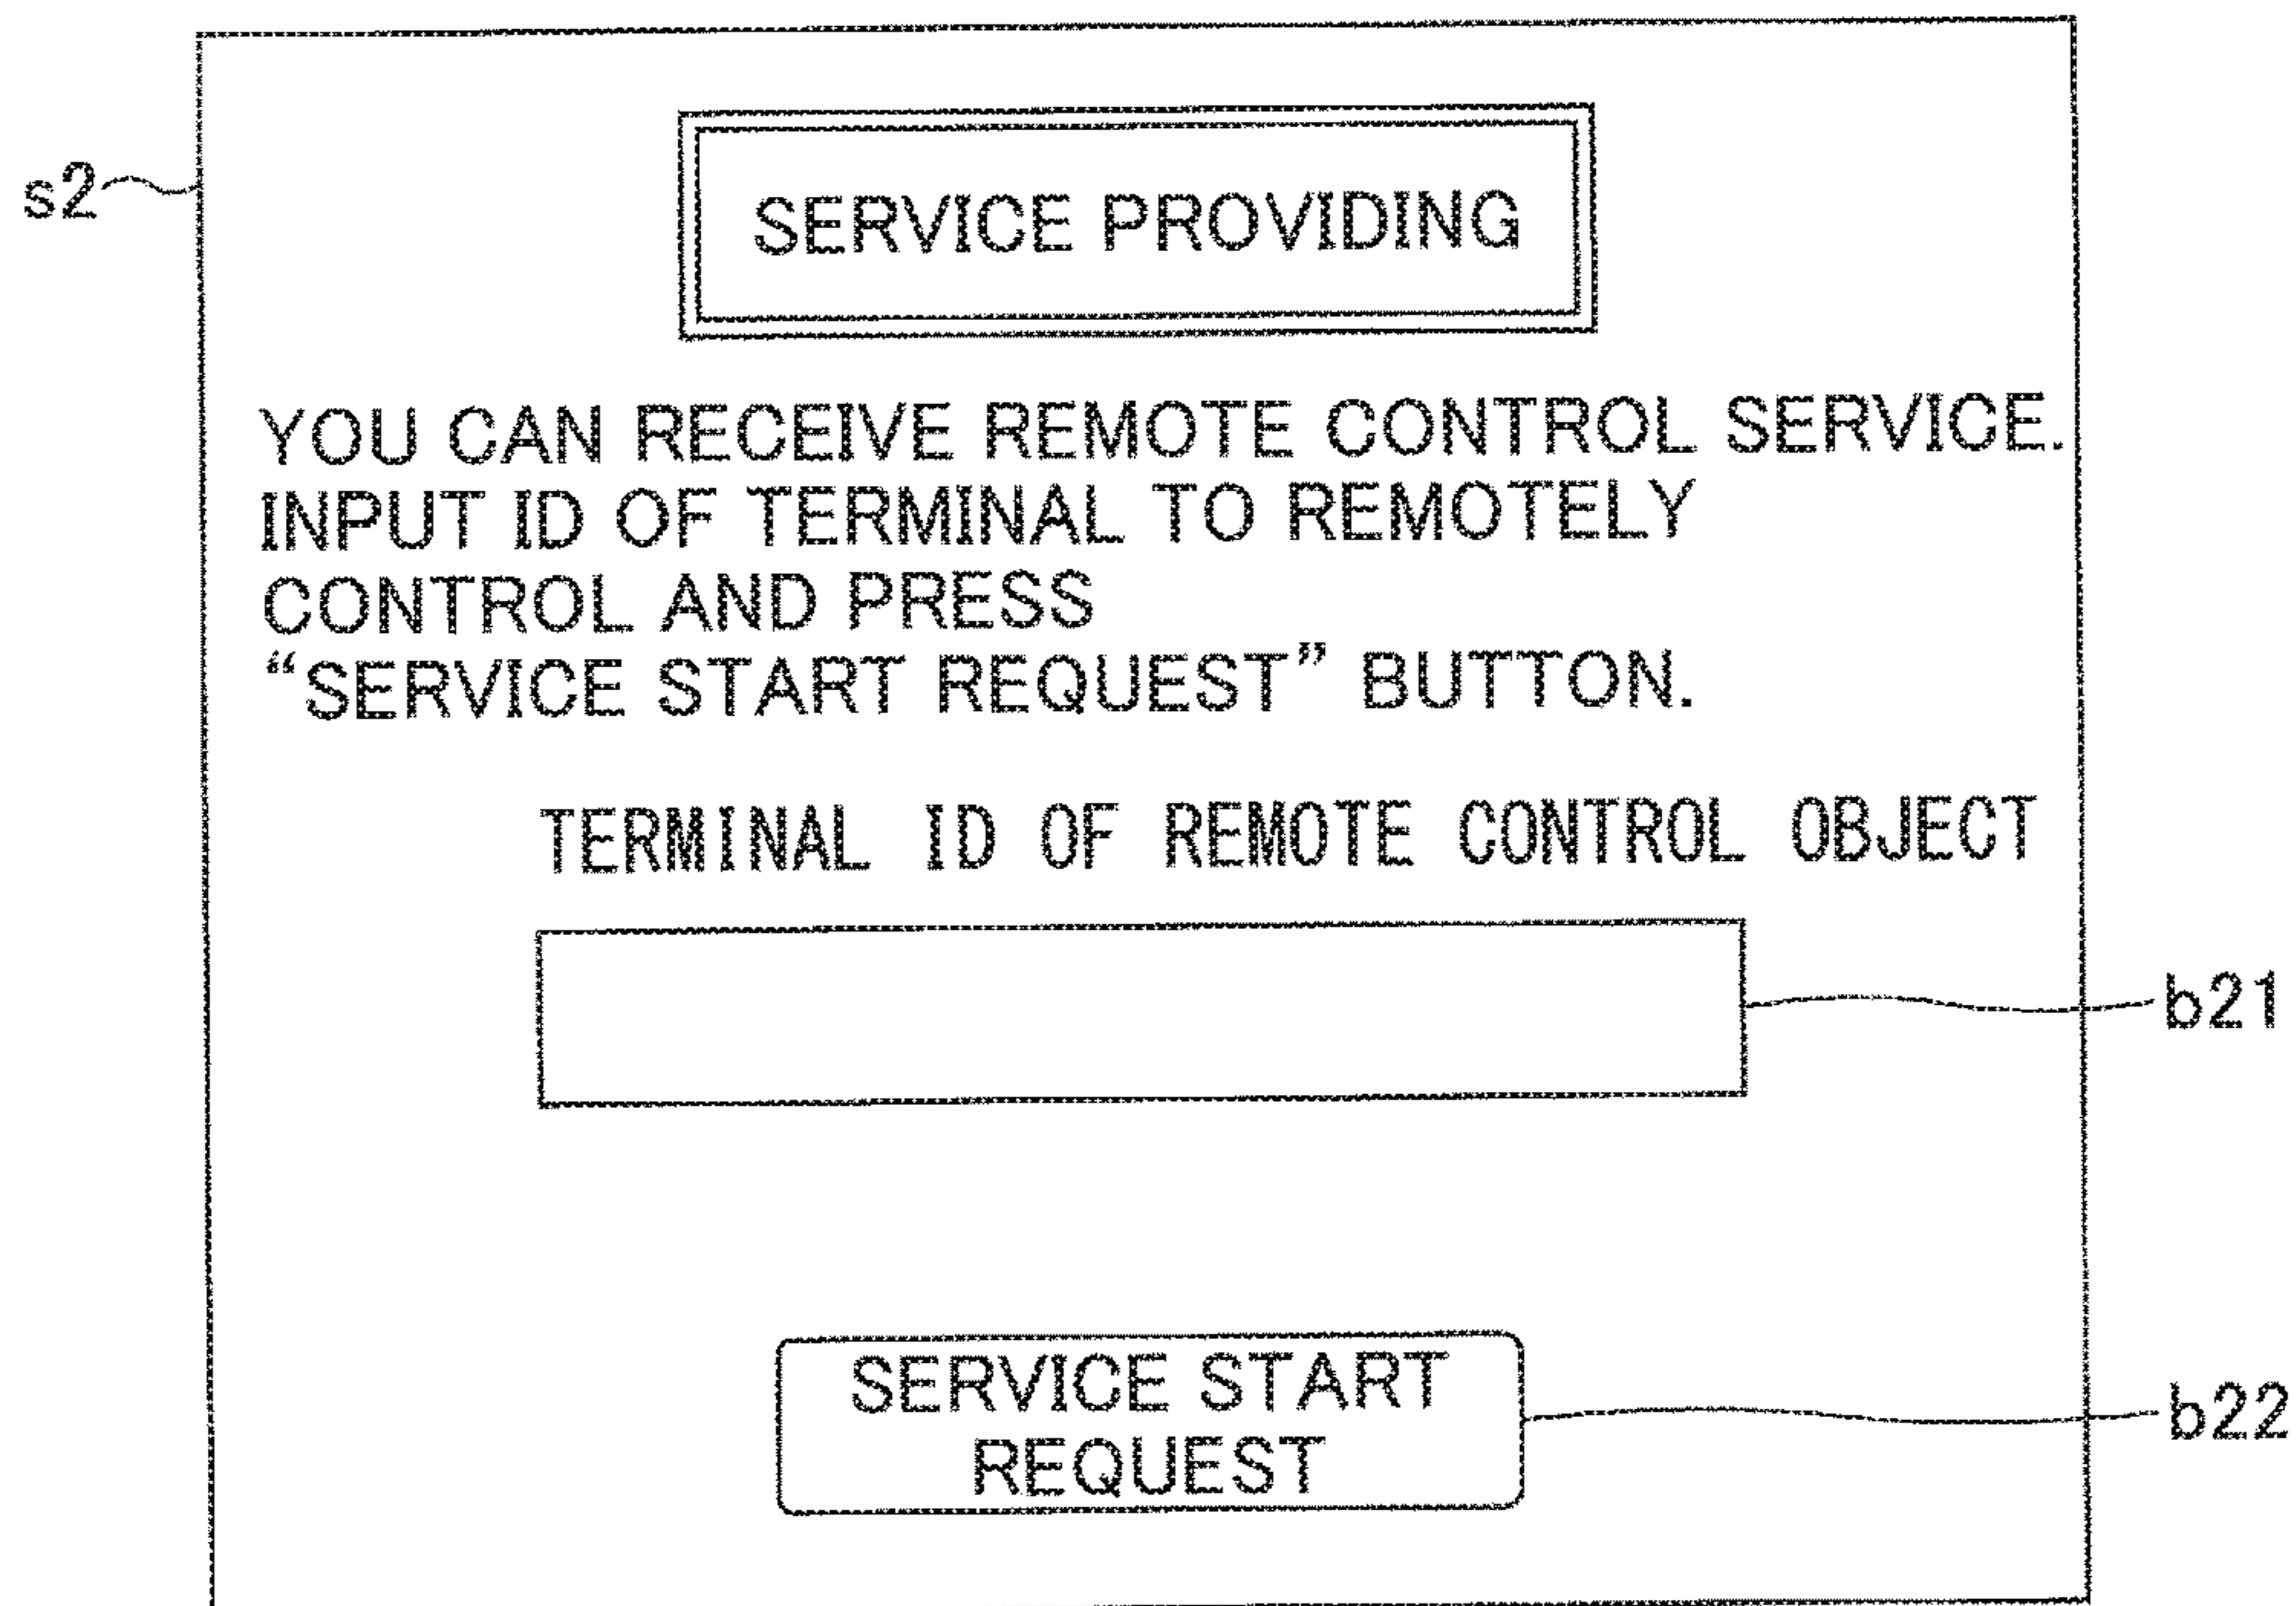 s2
SERVICE PROVIDING
YOU CAN RECEIVE REMOTE CONTROL SERVICE.
INPUT ID OF TERMINAL TO REMOTELY
CONTROL AND PRESS
“SERVICE START REQUEST” BUTTON.
TERMINAL ID OF REMOTE CONTROL OBJECT
b21
SERVICE START
REQUEST
b22